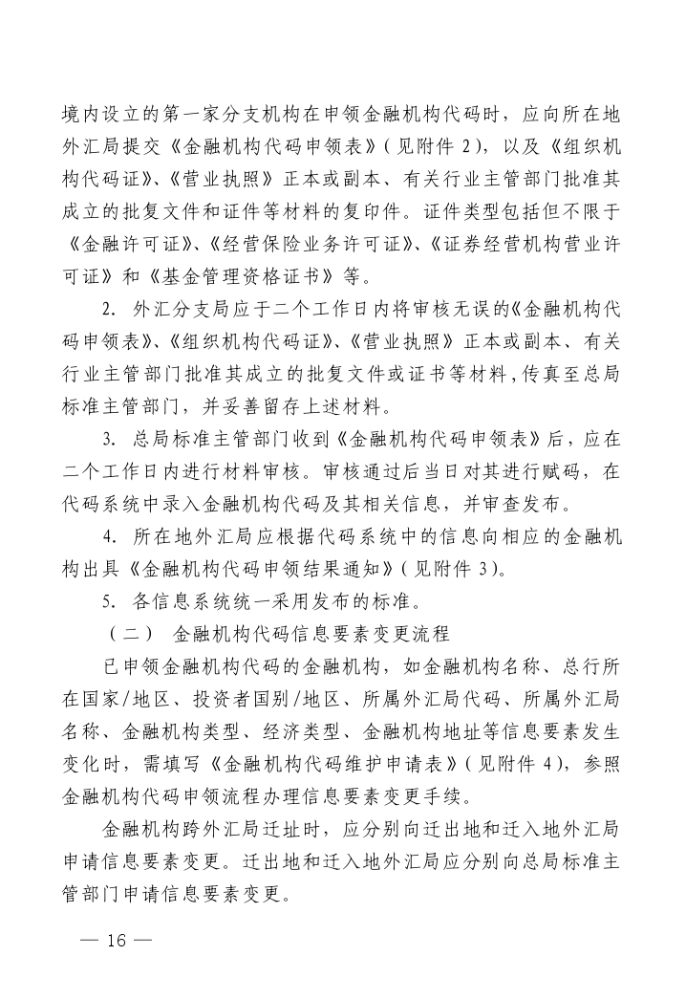 境内设立的第一家分支机构在申领金融机构代码时，应向所在地
外汇局提交《金融机构代码申领表》（见附件 2），以及《组织机
构代码证》、《营业执照》正本或副本、有关行业主管部门批准其
成立的批复文件和证件等材料的复印件。证件类型包括但不限于
《金融许可证》、《经营保险业务许可证》、《证券经营机构营业许
可证》和《基金管理资格证书》等。
2． 外汇分支局应于二个工作日内将审核无误的《金融机构代
码申领表》、《组织机构代码证》、《营业执照》正本或副本、有关
行业主管部门批准其成立的批复文件或证书等材料，传真至总局
标准主管部门，并妥善留存上述材料。
3． 总局标准主管部门收到《金融机构代码申领表》后，应在
二个工作日内进行材料审核。审核通过后当日对其进行赋码，在
代码系统中录入金融机构代码及其相关信息，并审查发布。
4． 所在地外汇局应根据代码系统中的信息向相应的金融机
构出具《金融机构代码申领结果通知》（见附件 3）。
5． 各信息系统统一采用发布的标准。
（二） 金融机构代码信息要素变更流程
已申领金融机构代码的金融机构，如金融机构名称、总行所
在国家/地区、投资者国别/地区、所属外汇局代码、所属外汇局
名称、金融机构类型、经济类型、金融机构地址等信息要素发生
变化时，需填写《金融机构代码维护申请表》（见附件 4），参照
金融机构代码申领流程办理信息要素变更手续。
金融机构跨外汇局迁址时，应分别向迁出地和迁入地外汇局
申请信息要素变更。迁出地和迁入地外汇局应分别向总局标准主
管部门申请信息要素变更。
— 16 —